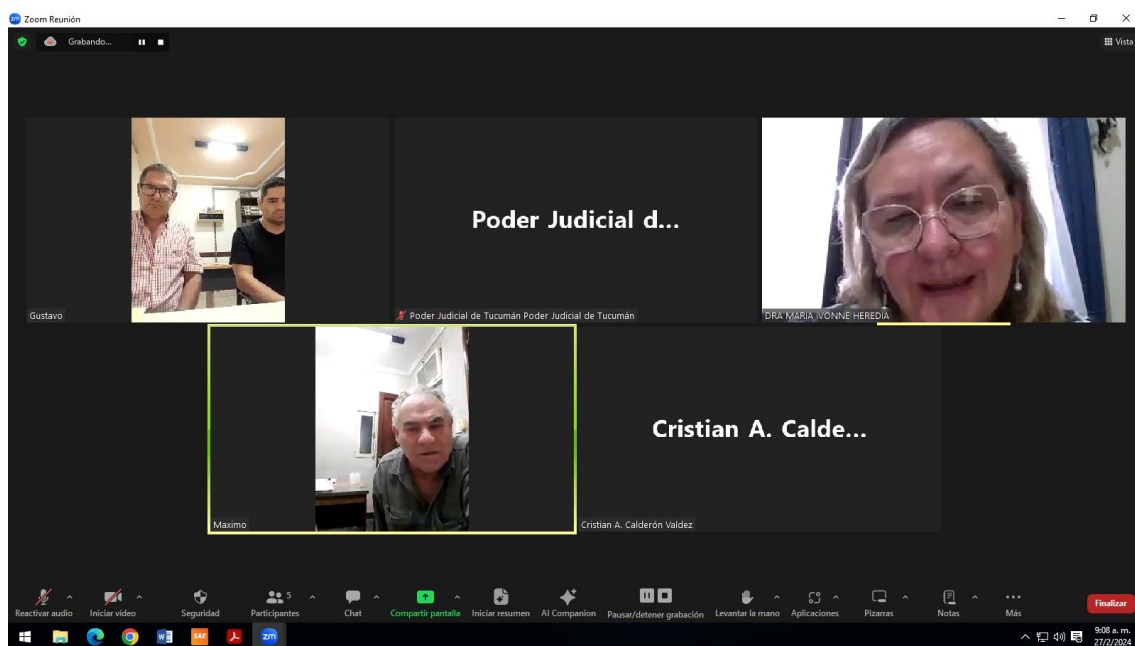 Zoom Reunión
Grabando...
Vista
Poder Judicial d...
Gustavo
Poder Judicial de Tucumán Poder Judicial de Tucumán
DRA MARIA IVONNE HEREDIA
Cristian A. Calde...
Maximo
Cristian A. Calderón Valdez
Reactivar audio
Iniciar video
Seguridad
Participantes
5
Chat
Compartir pantalla
Iniciar resumen
AI Companion
Pausar/detener grabación
Levantar la mano
Aplicaciones
Pizarras
Notas
Más
Finalizar
zm
9:08 a. m.
27/2/2024